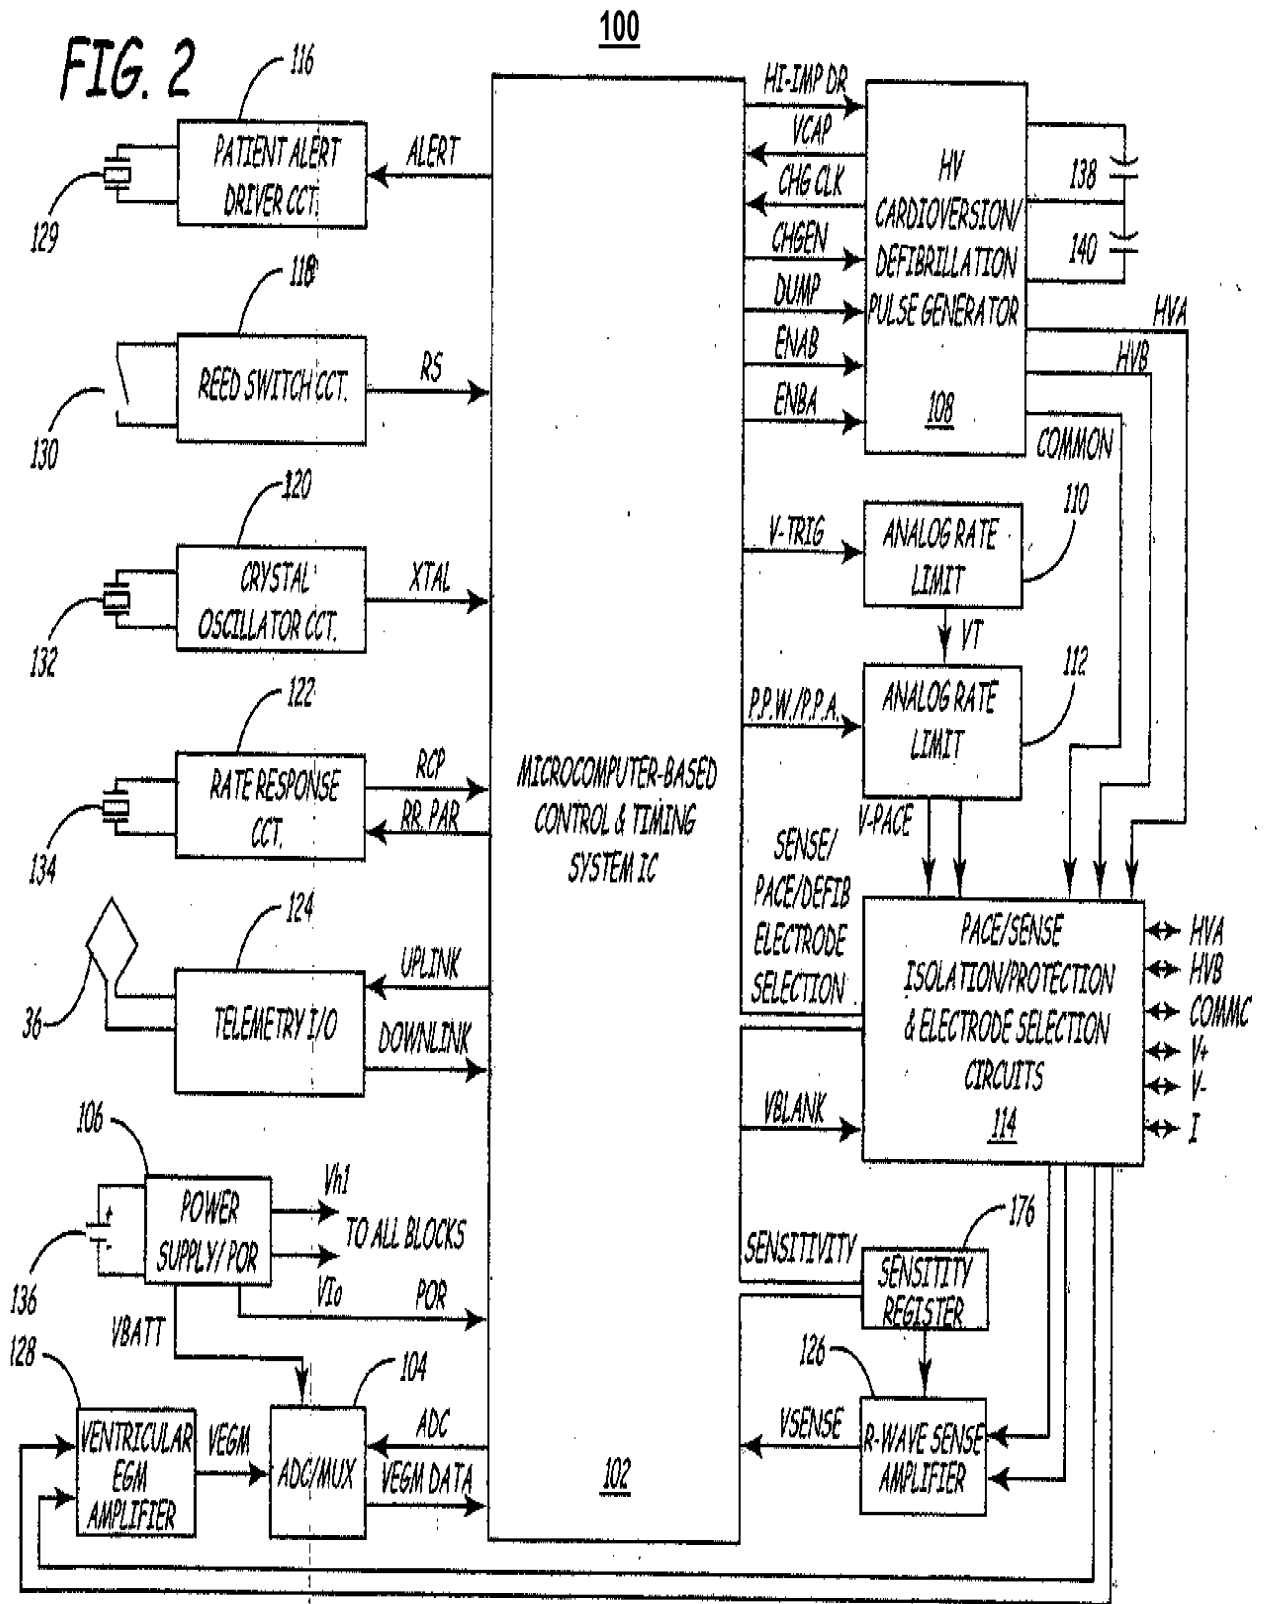 100
FIG. 2
116
PATIENT ALERT
DRIVER CCT.
ALERT
129
118
REED SWITCH CCT.
RS
130
120
CRYSTAL
OSCILLATOR CCT.
XTAL
132
122
RATE RESPONSE
CCT.
RCP
RR. PAR
134
124
TELEMETRY I/O
UPLINK
DOWNLINK
36
106
POWER
SUPPLY/POR
+
-
136
Vh1
TO ALL BLOCKS
VIo
POR
VBATT
128
VENTRICULAR
EGM
AMPLIFIER
VEGM
104
ADC/MUX
ADC
VEGM DATA
MICROCOMPUTER-BASED
CONTROL & TIMING
SYSTEM IC
102
HI-IMP DR
VCAP
CHG CLK
CHGEN
DUMP
ENAB
ENBA
HV
CARDIOVERSION/
DEFIBRILLATION
PULSE GENERATOR
108
138
140
HVA
HVB
COMMON
V-TRIG
ANALOG RATE
LIMIT
110
VT
P.P.W./P.P.A.
ANALOG RATE
LIMIT
112
V-PACE
SENSE/
PACE/DEFIB
ELECTRODE
SELECTION
PACE/SENSE
ISOLATION/PROTECTION
& ELECTRODE SELECTION
CIRCUITS
114
HVA
HVB
COMMC
V+
V-
I
VBLANK
SENSITIVITY
176
SENSITITY
REGISTER
126
VSENSE
R-WAVE SENSE
AMPLIFIER